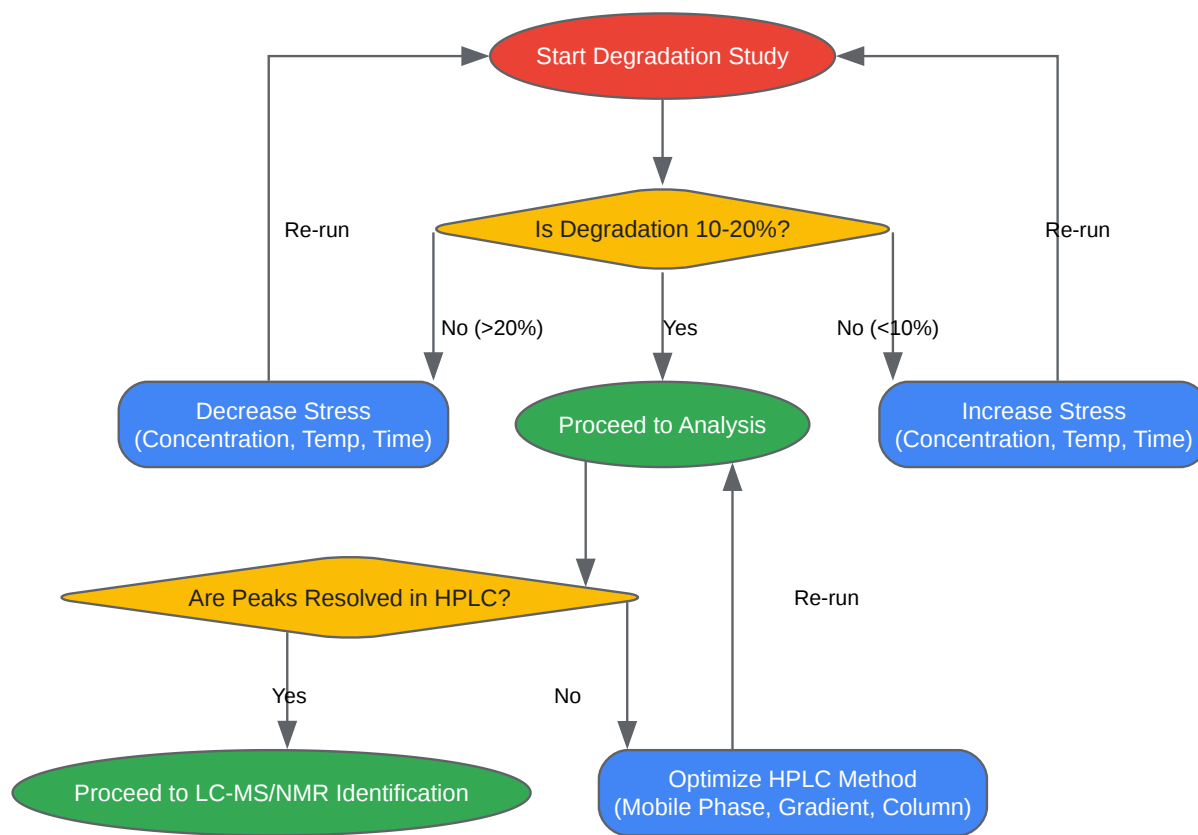 Start Degradation Study
Re-run
Is Degradation 10-20%?
Re-run
No (>20%)
Yes
No (<10%)
Decrease Stress
(Concentration, Temp, Time)
Proceed to Analysis
Increase Stress
(Concentration, Temp, Time)
Are Peaks Resolved in HPLC?
Re-run
Yes
No
Proceed to LC-MS/NMR Identification
Optimize HPLC Method
(Mobile Phase, Gradient, Column)